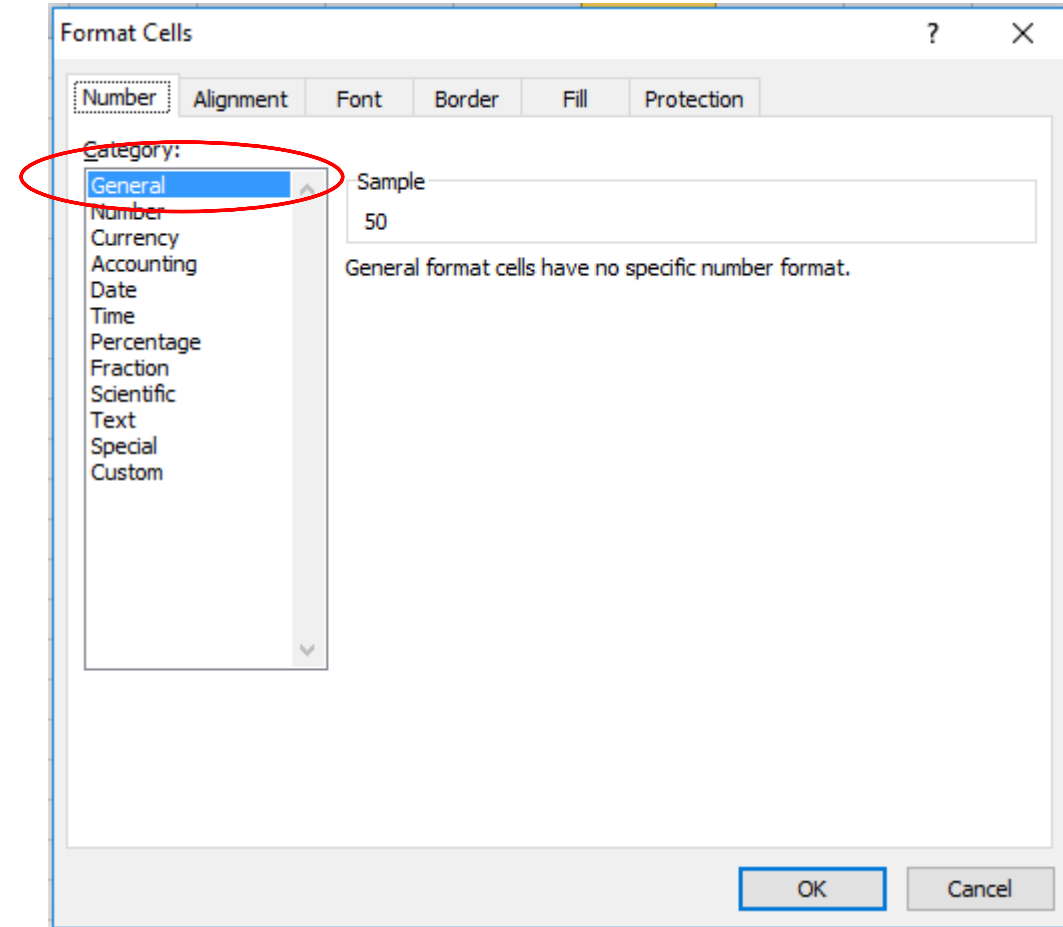 Format Cells ?
Number Alignment Font Border Fill Protection
Category:
General
Number
Currency
Accounting
Date
Time
Percentage
Fraction
Scientific
Text
Special
Custom
Sample
50
General format cells have no specific number format.
OK Cancel